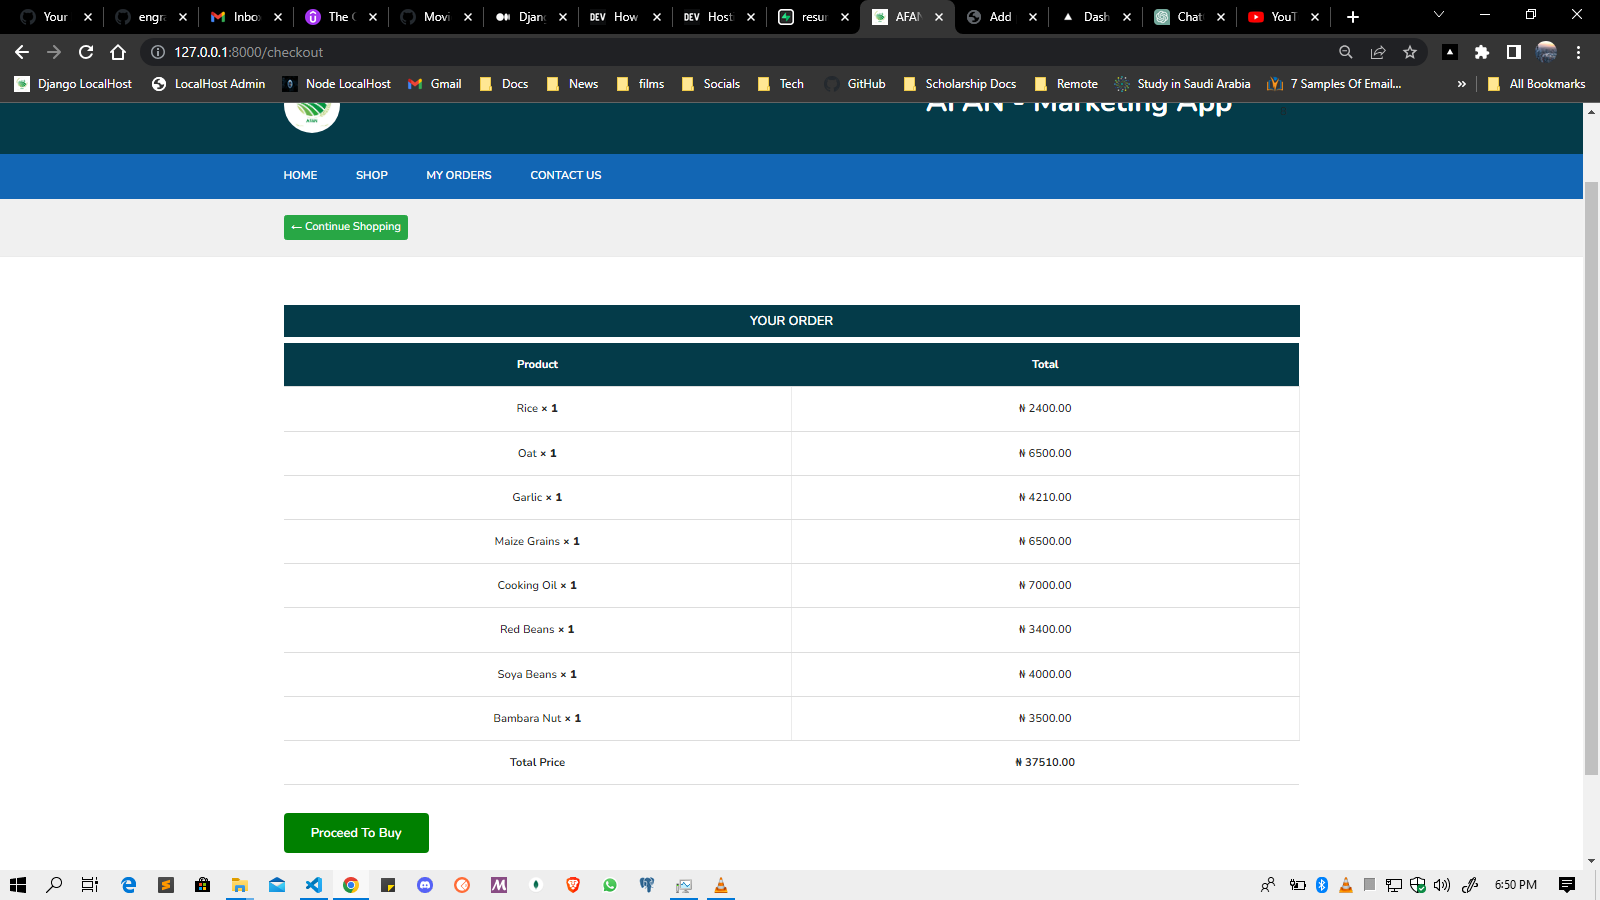 Your
engra
Inbo
The C
Movi
Djang
DEV How
DEV Host
resur
AFAN
Add
Dash
Chat
YouT
127.0.0.1:8000/checkout
Django LocalHost
LocalHost Admin
Node LocalHost
Gmail
Docs
News
films
Socials
Tech
GitHub
Scholarship Docs
Remote
Study in Saudi Arabia
7 Samples Of Email...
»
All Bookmarks
AFAN - Marketing App
HOME SHOP MY ORDERS CONTACT US
← Continue Shopping
YOUR ORDER
Product Total
Rice × 1 ₦ 2400.00
Oat × 1 ₦ 6500.00
Garlic × 1 ₦ 4210.00
Maize Grains × 1 ₦ 6500.00
Cooking Oil × 1 ₦ 7000.00
Red Beans × 1 ₦ 3400.00
Soya Beans × 1 ₦ 4000.00
Bambara Nut × 1 ₦ 3500.00
Total Price ₦ 37510.00
Proceed To Buy
6:50 PM